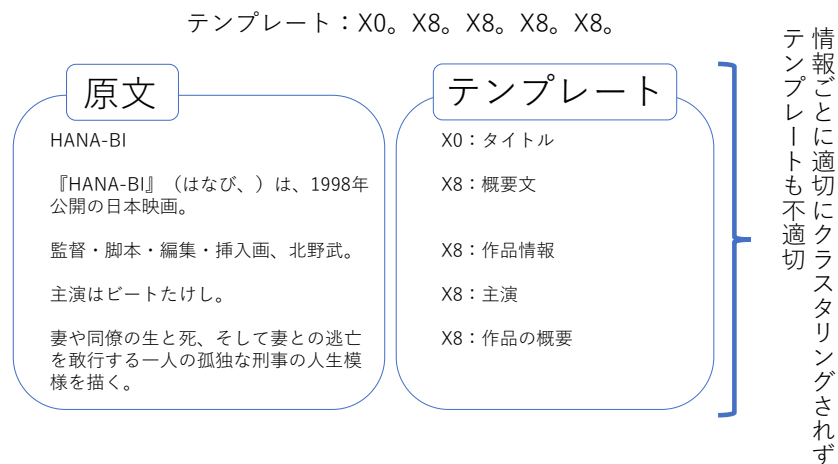 テンプレート：X0。X8。X8。X8。X8。
原文
HANA-BI
『HANA-BI』（はなび、）は、1998年
公開の日本映画。
監督・脚本・編集・挿入画、北野武。
主演はビートたけし。
妻や同僚の生と死、そして妻との逃亡
を敢行する一人の孤独な刑事の人生模
様を描く。
テンプレート
X0：タイトル
X8：概要文
X8：作品情報
X8：主演
X8：作品の概要
情報ごとに適切にクラスタリングされず
テンプレートも不適切